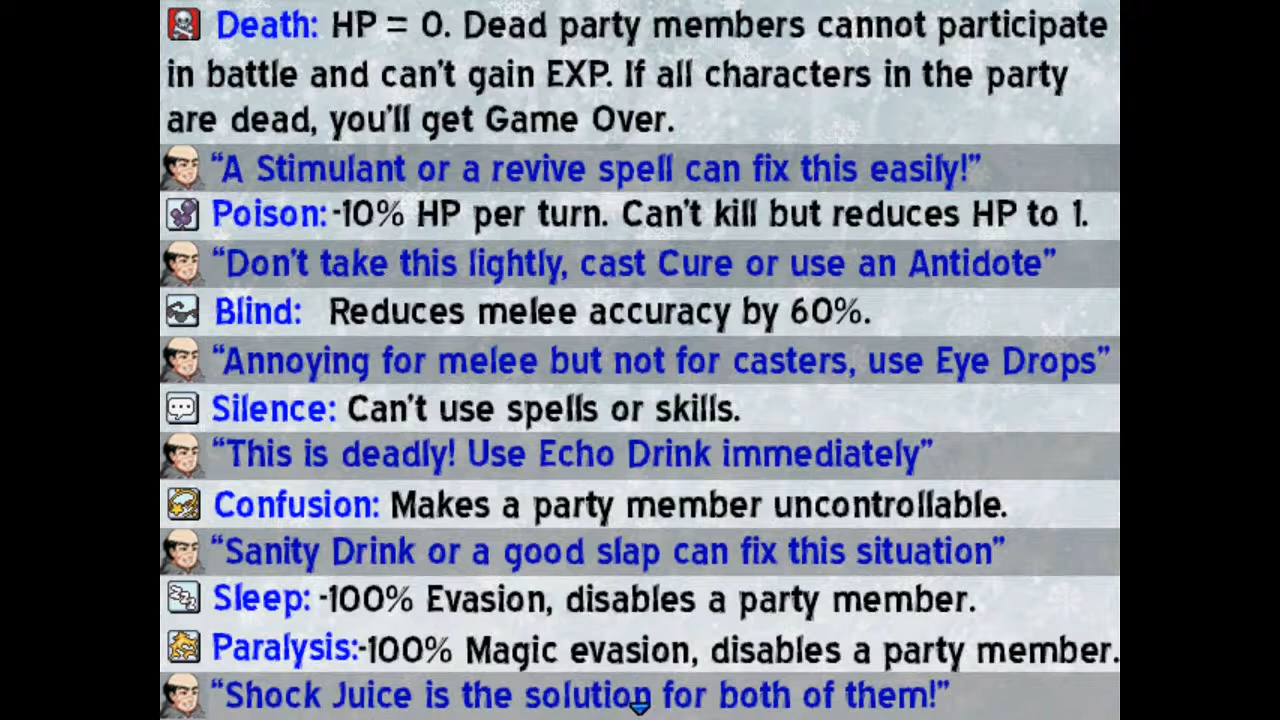 Death: HP = 0. Dead party members cannot participate
in battle and can't gain EXP. If all characters in the party
are dead, you'll get Game Over.
“A Stimulant or a revive spell can fix this easily!”
Poison: -10% HP per turn. Can't kill but reduces HP to 1.
“Don't take this lightly, cast Cure or use an Antidote”
Blind: Reduces melee accuracy by 60%.
“Annoying for melee but not for casters, use Eye Drops”
Silence: Can't use spells or skills.
“This is deadly! Use Echo Drink immediately”
Confusion: Makes a party member uncontrollable.
“Sanity Drink or a good slap can fix this situation”
Sleep: -100% Evasion, disables a party member.
Paralysis:-100% Magic evasion, disables a party member.
“Shock Juice is the solution for both of them!”